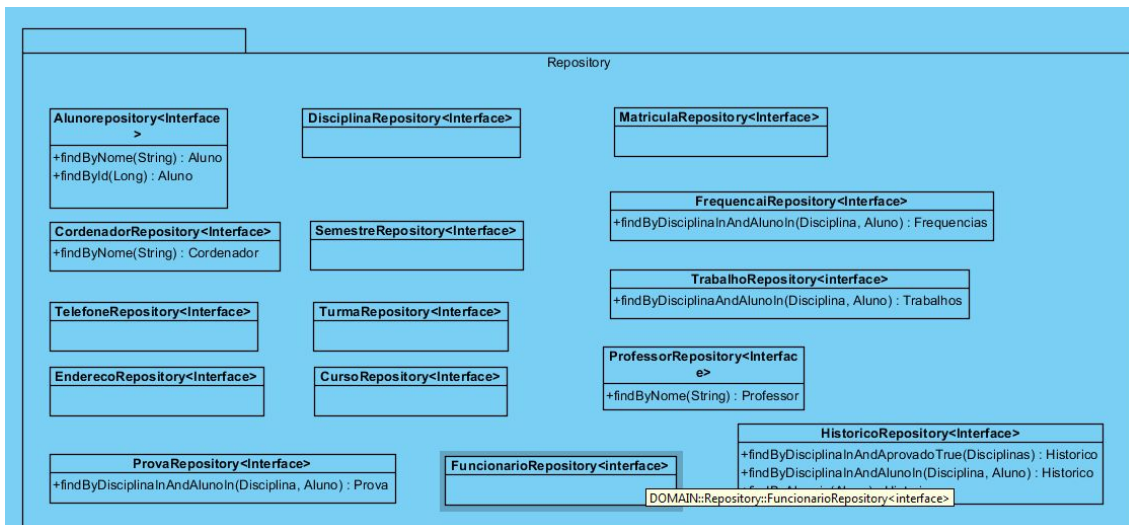 Repository
Alunorepository<Interface
>
+findByNome(String) : Aluno
+findById(Long) : Aluno
DisciplinaRepository<Interface>
MatriculaRepository<Interface>
FrequencaiRepository<Interface>
+findByDisciplinaInAndAlunoIn(Disciplina, Aluno) : Frequencias
CordenadorRepository<Interface>
+findByNome(String) : Cordenador
SemestreRepository<Interface>
TrabalhoRepository<interface>
+findByDisciplinaAndAlunoIn(Disciplina, Aluno) : Trabalhos
TelefoneRepository<Interface>
TurmaRepository<Interface>
ProfessorRepository<Interfac
e>
+findByNome(String) : Professor
EnderecoRepository<Interface>
CursoRepository<Interface>
HistoricoRepository<Interface>
+findByDisciplinaInAndAprovadoTrue(Disciplinas) : Historico
+findByDisciplinaInAndAlunoIn(Disciplina, Aluno) : Historico
ProvaRepository<Interface>
+findByDisciplinaInAndAlunoIn(Disciplina, Aluno) : Prova
FuncionarioRepository<interface>
DOMAIN::Repository::FuncionarioRepository<interface>